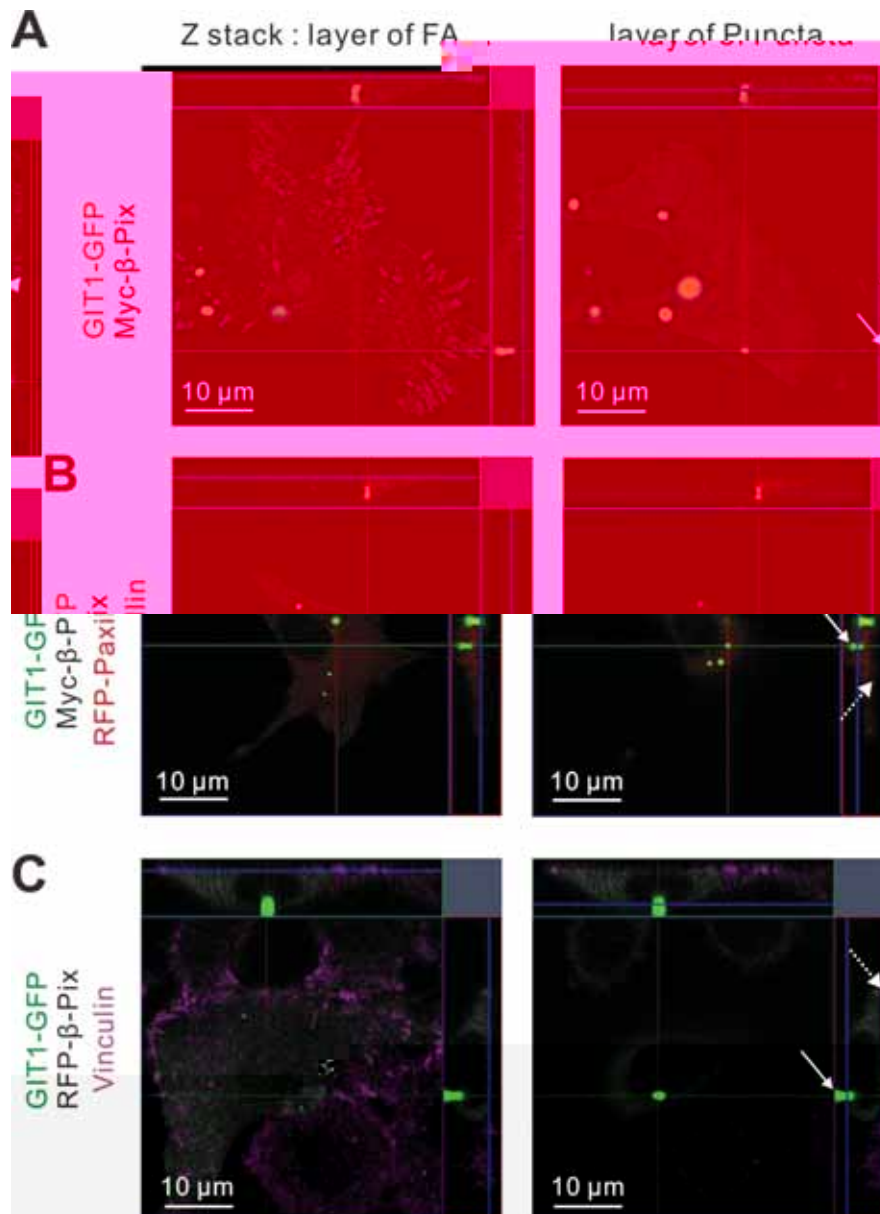 A
Z stack : layer of FA
layer of Puncta
GIT1-GFP
Myc-β-Pix
10 µm
10 µm
B
GIT1-GF
Myc-β-P
RFP-Paxil
10 µm
10 µm
C
GIT1-GFP
RFP-β-Pix
Vinculin
10 µm
10 µm